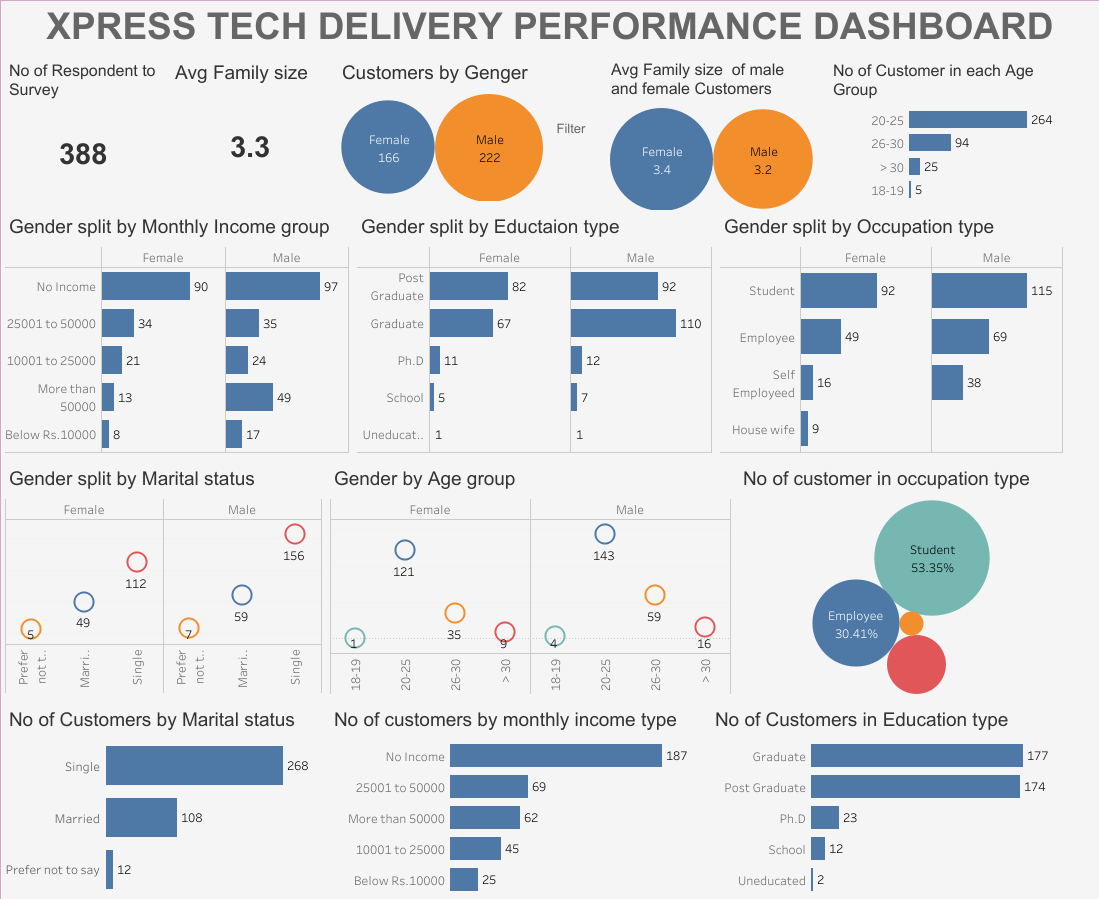 XPRESS TECH DELIVERY PERFORMANCE DASHBOARD
No of Respondent to
Survey
388
Avg Family size
3.3
Customers by Genger
Female
166
Male
222
Filter
Avg Family size of male
and female Customers
Female
3.4
Male
3.2
No of Customer in each Age
Group
20-25 264
26-30 94
> 30 25
18-19 5
Gender split by Monthly Income group
Female Male
No Income 90 97
25001 to 50000 34 35
10001 to 25000 21 24
More than
50000 13 49
Below Rs.10000 8 17
Gender split by Eductaion type
Female Male
Post
Graduate 82 92
Graduate 67 110
Ph.D 11 12
School 5 7
Uneducat.. 1 1
Gender split by Occupation type
Female Male
Student 92 115
Employee 49 69
Self
Employeed 16 38
House wife 9
Gender split by Marital status
Female Male
5 49 112 7 59 156
Prefer
not t..
Marri..
Single
Prefer
not t..
Marri..
Single
Gender by Age group
Female Male
1 121 35 9 4 143 59 16
18-19
20-25
26-30
> 30
18-19
20-25
26-30
> 30
No of customer in occupation type
Student
53.35%
Employee
30.41%
No of Customers by Marital status
Single 268
Married 108
Prefer not to say 12
No of customers by monthly income type
No Income 187
25001 to 50000 69
More than 50000 62
10001 to 25000 45
Below Rs.10000 25
No of Customers in Education type
Graduate 177
Post Graduate 174
Ph.D 23
School 12
Uneducated 2